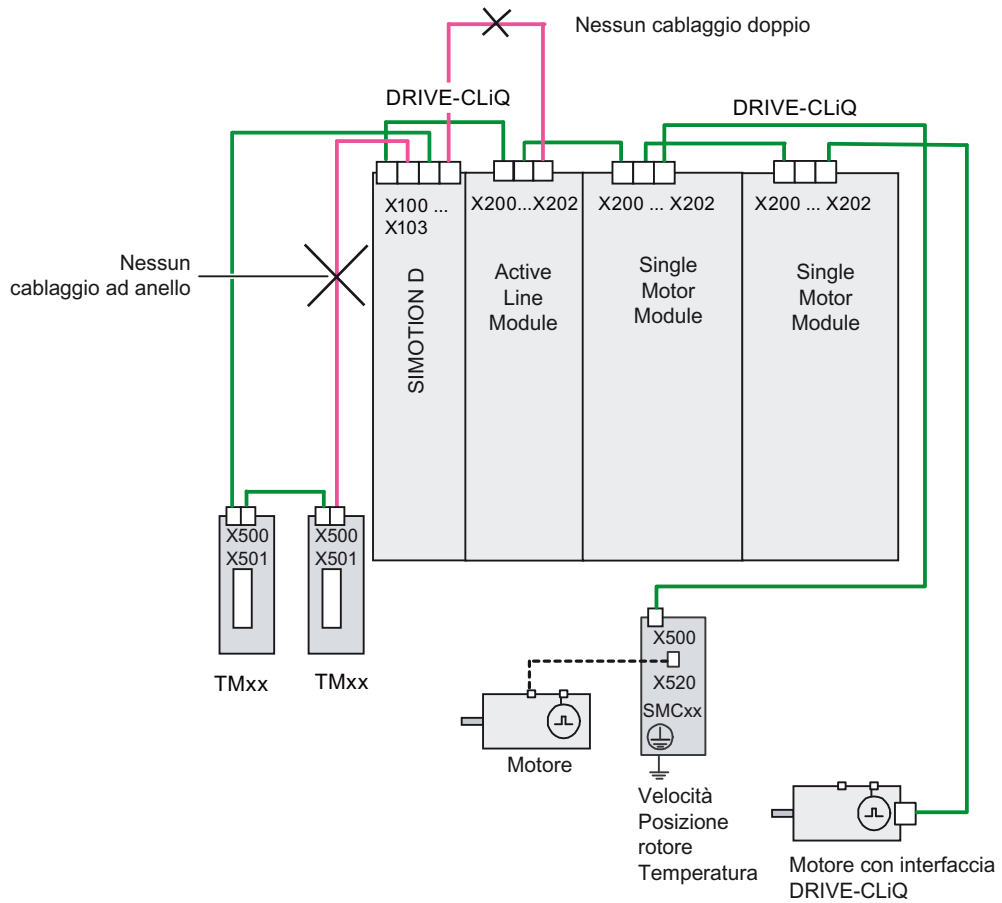 Nessun cablaggio doppio
DRIVE-CLiQ
DRIVE-CLiQ
X100 ...
X103
X200...X202
X200 ... X202
X200 ... X202
Nessun
cablaggio ad anello
SIMOTION D
Active
Line
Module
Single
Motor
Module
Single
Motor
Module
X500
X501
X500
X501
TMxx
TMxx
X500
X520
SMCxx
Motore
Velocità
Posizione
rotore
Temperatura
Motore con interfaccia
DRIVE-CLiQ